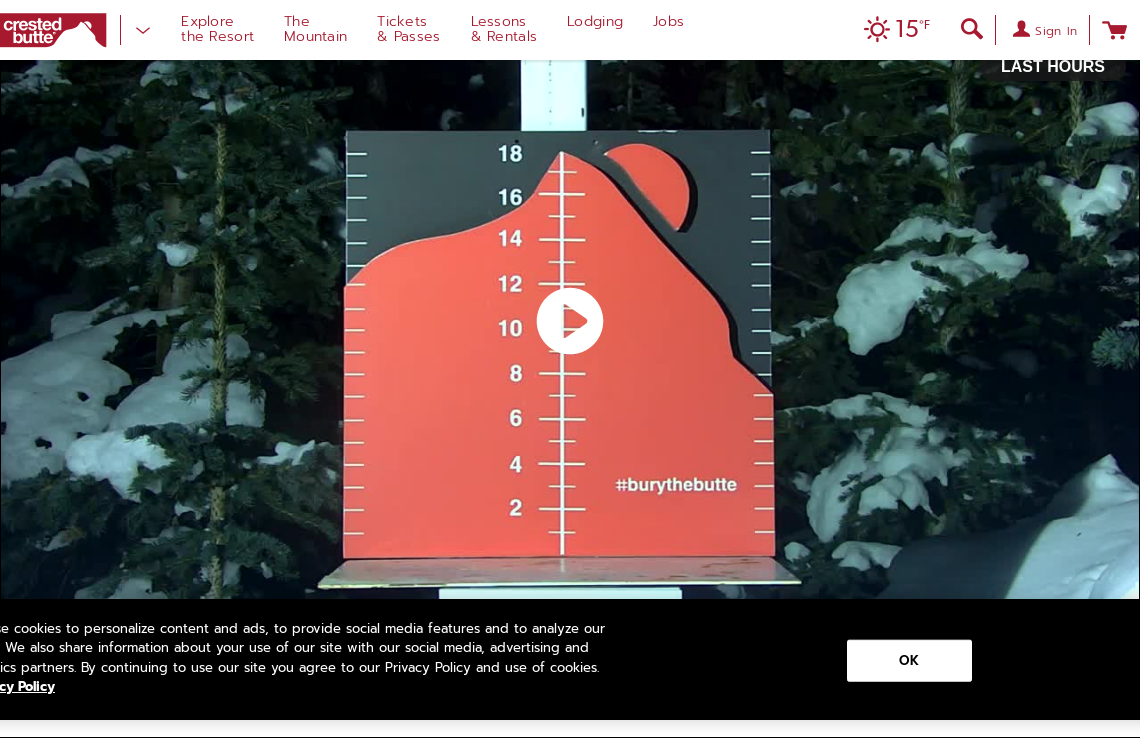 crested
butte
Explore
the Resort
The
Mountain
Tickets
& Passes
Lessons
& Rentals
Lodging
Jobs
15°F
Sign In
LAST HOURS
18
16
14
12
10
8
6
4
2
#burythebutte
cookies to personalize content and ads, to provide social media features and to analyze our
We also share information about your use of our site with our social media, advertising and
partners. By continuing to use our site you agree to our Privacy Policy and use of cookies.
Policy
OK